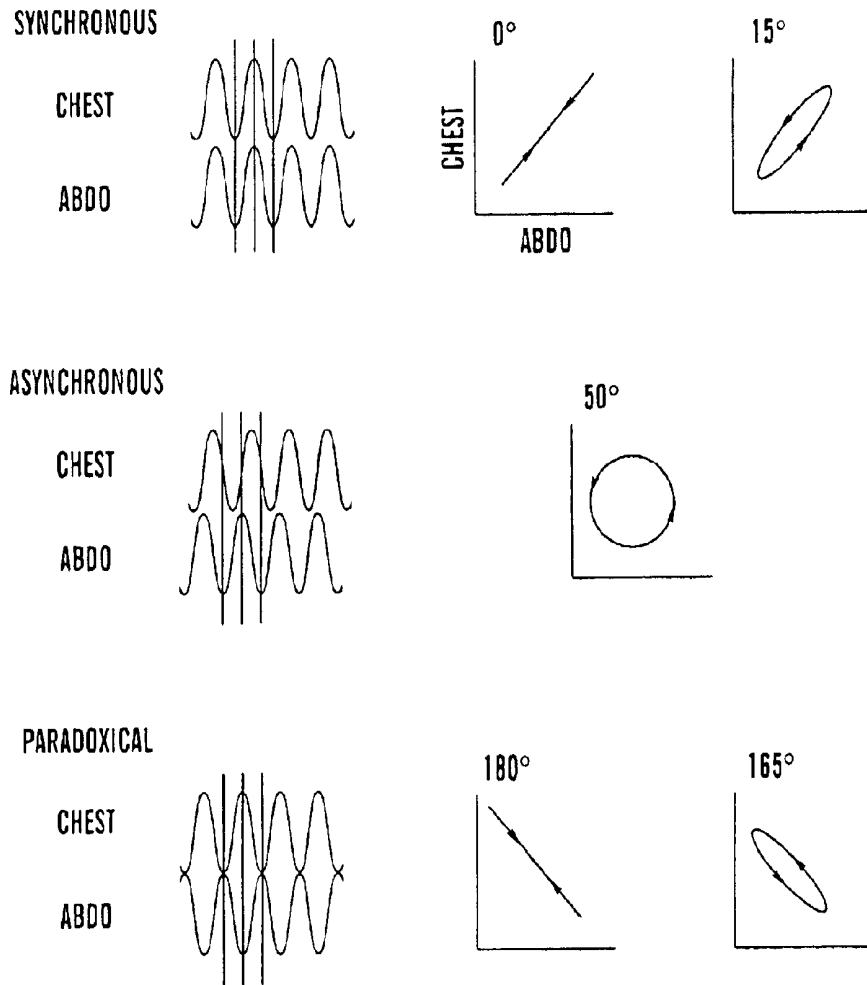 SYNCHRONOUS
CHEST
ABDO
0°
CHEST
ABDO
15°
ASYNCHRONOUS
CHEST
ABDO
50°
PARADOXICAL
CHEST
ABDO
180°
165°